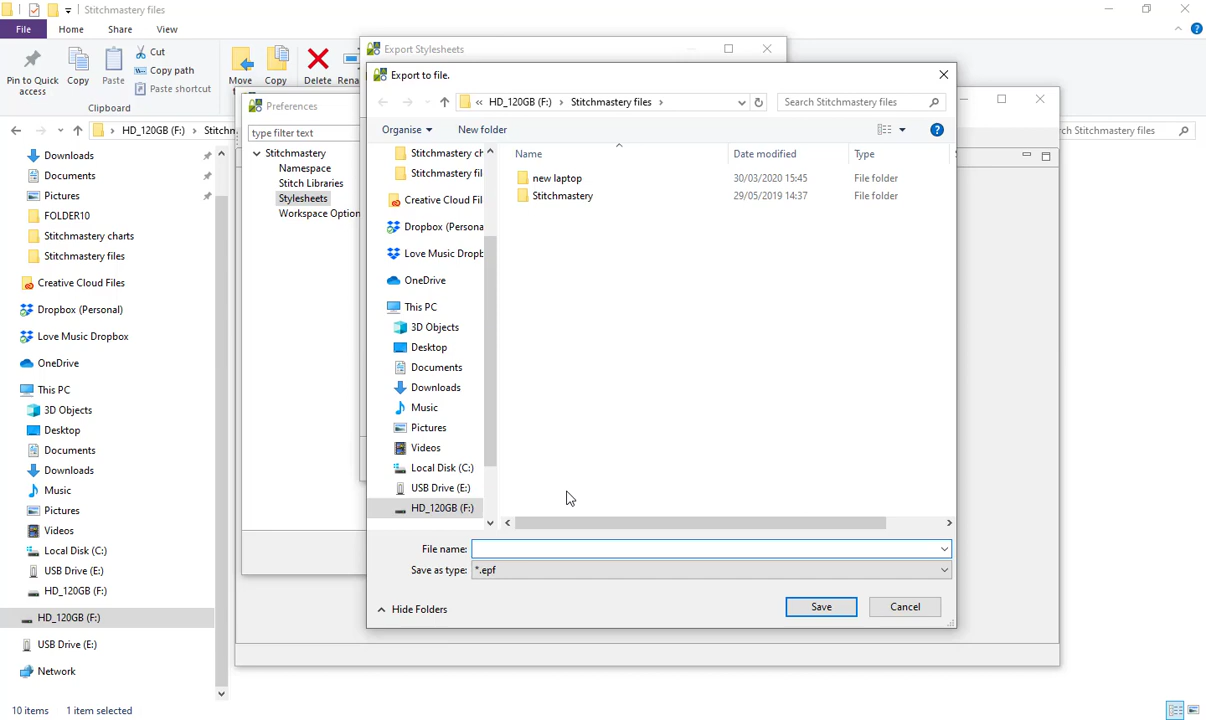 Stitchmastery files
File Home Share View
Pin to Quick access
Copy
Paste
Cut
Copy path
Paste shortcut
Move
Copy
Delete
Clipboard
HD_120GB (F:)
Downloads
Documents
Pictures
FOLDER10
Stitchmastery charts
Stitchmastery files
Creative Cloud Files
Dropbox (Personal)
Love Music Dropbox
OneDrive
This PC
3D Objects
Desktop
Documents
Downloads
Music
Pictures
Videos
Local Disk (C:)
USB Drive (E:)
HD_120GB (F:)
HD_120GB (F:)
USB Drive (E:)
Network
10 items 1 item selected
Preferences
type filter text
Stitchmastery
Namespace
Stitch Libraries
Stylesheets
Workspace Option
Export Stylesheets
Export to file.
« HD_120GB (F:) > Stitchmastery files >
Search Stitchmastery files
Organise New folder
Stitchmastery ch
Stitchmastery fil
Creative Cloud Fil
Dropbox (Persona
Love Music Dropb
OneDrive
This PC
3D Objects
Desktop
Documents
Downloads
Music
Pictures
Videos
Local Disk (C:)
USB Drive (E:)
HD_120GB (F:)
Name Date modified Type
new laptop 30/03/2020 15:45 File folder
Stitchmastery 29/05/2019 14:37 File folder
File name:
Save as type: *.epf
Hide Folders
Save
Cancel
rch Stitchmastery files